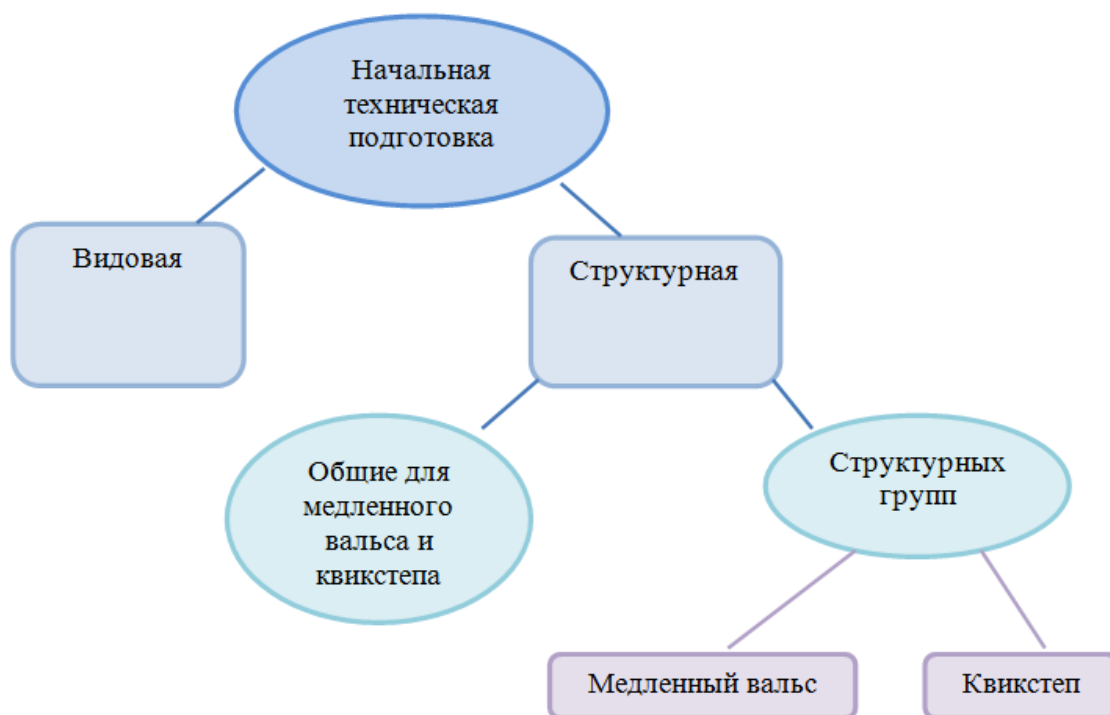 Начальная
техническая
подготовка
Видовая
Структурная
Общие для
медленного
вальса и
квикстепа
Структурных
групп
Медленный вальс
Квикстеп